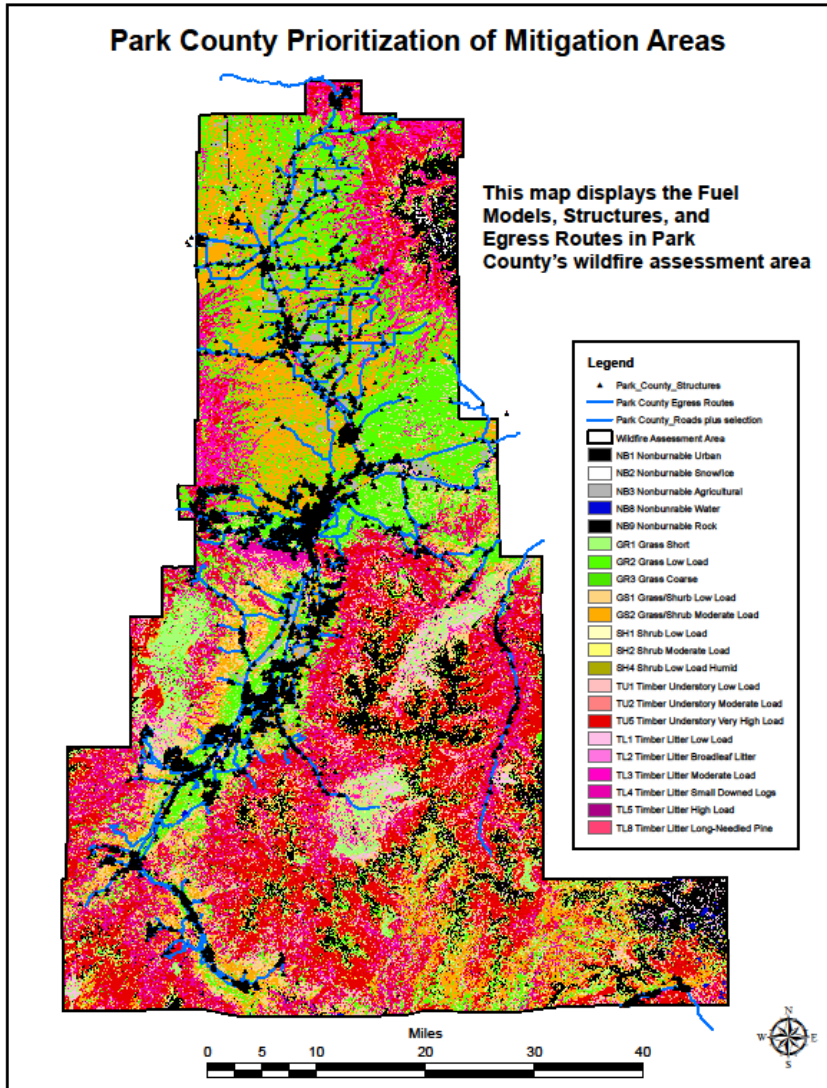 Park County Prioritization of Mitigation Areas
This map displays the Fuel
Models, Structures, and
Egress Routes in Park
County's wildfire assessment area
Legend
Park_County_Structures
Park County Egress Routes
Park County_Roads plus selection
Wildfire Assessment Area
NB1 Nonburnable Urban
NB2 Nonburnable Snow/Ice
NB3 Nonburnable Agricultural
NB8 Nonbunrable Water
NB9 Nonburnable Rock
GR1 Grass Short
GR2 Grass Low Load
GR3 Grass Coarse
GS1 Grass/Shurb Low Load
GS2 Grass/Shrub Moderate Load
SH1 Shrub Low Load
SH2 Shrub Moderate Load
SH4 Shrub Low Load Humid
TU1 Timber Understory Low Load
TU2 Timber Understory Moderate Load
TU5 Timber Understory Very High Load
TL1 Timber Litter Low Load
TL2 Timber Litter Broadleaf Litter
TL3 Timber Litter Moderate Load
TL4 Timber Litter Small Downed Logs
TL5 Timber Litter High Load
TL8 Timber Litter Long-Needled Pine
Miles
0 5 10 20 30 40
N
W E
S